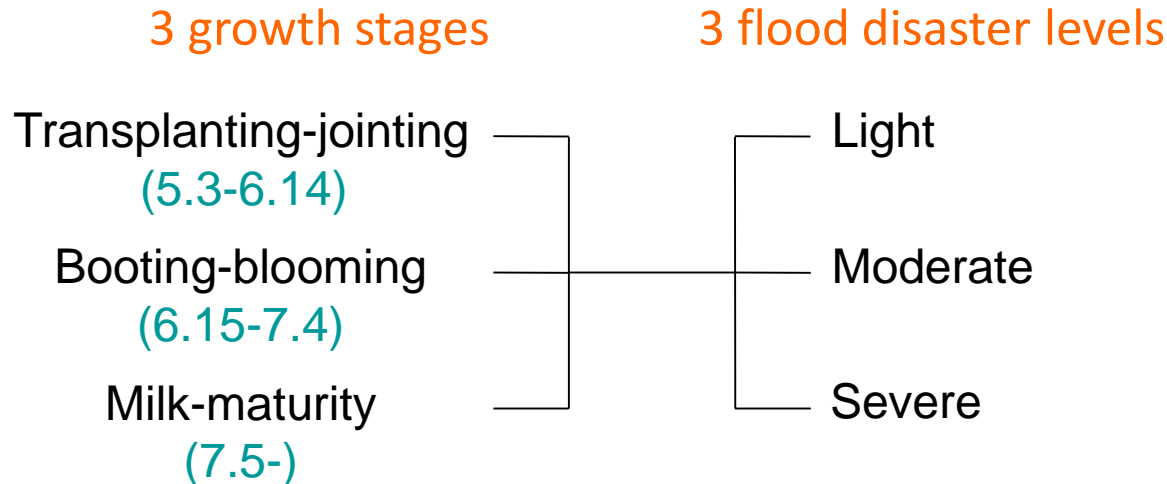 3 growth stages
3 flood disaster levels
Transplanting-jointing
(5.3-6.14)
Light
Booting-blooming
(6.15-7.4)
Moderate
Milk-maturity
(7.5-)
Severe